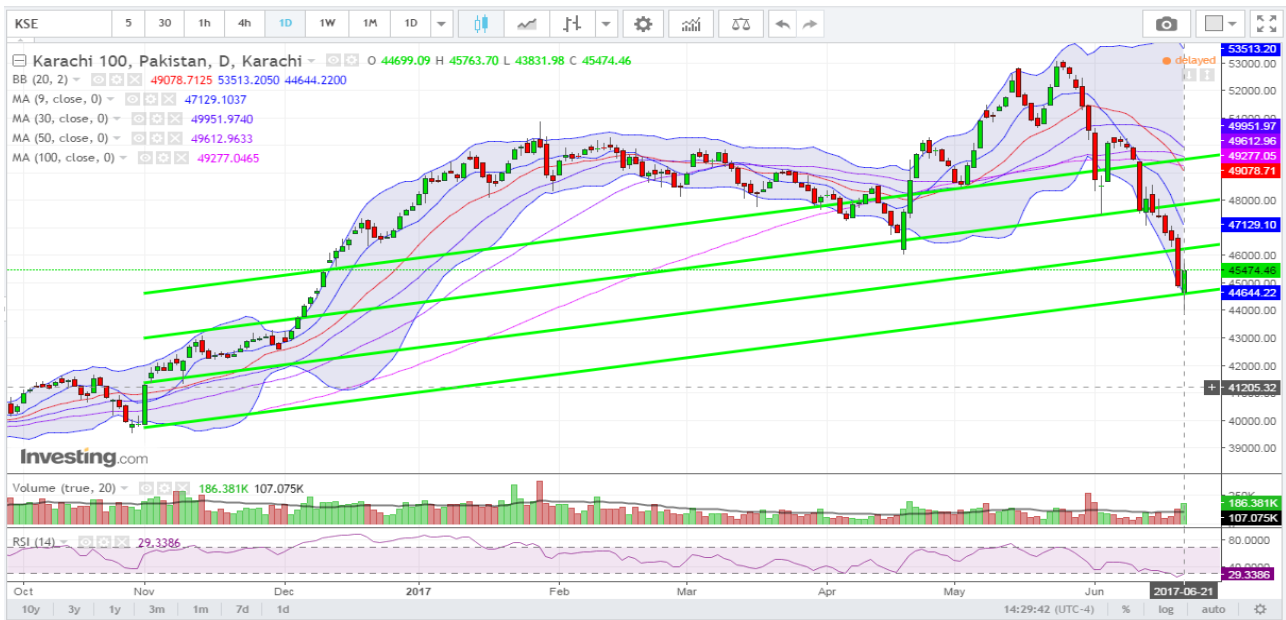 KSE 5 30 1h 4h 1D 1W 1M 1D
Karachi 100, Pakistan, D, Karachi O 44699.09 H 45763.70 L 43831.98 C 45474.46
BB (20, 2) 49078.7125 53513.2050 44644.2200
MA (9, close, 0) 47129.1037
MA (30, close, 0) 49951.9740
MA (50, close, 0) 49612.9633
MA (100, close, 0) 49277.0465
53513.20
53000.00
delayed
52000.00
49951.97
49612.96
49277.05
49078.71
48000.00
47129.10
46000.00
45474.46
44644.22
44000.00
43000.00
42000.00
41205.32
40000.00
39000.00
Investing.com
Volume (true, 20) 186.381K 107.075K
186.381K
107.075K
RSI (14) 29.3386
80.0000
40.0000
29.3386
Oct Nov Dec 2017 Feb Mar Apr May Jun 2017-06-21
10y 3y 1y 3m 1m 7d 1d 14:29:42 (UTC-4) % log auto